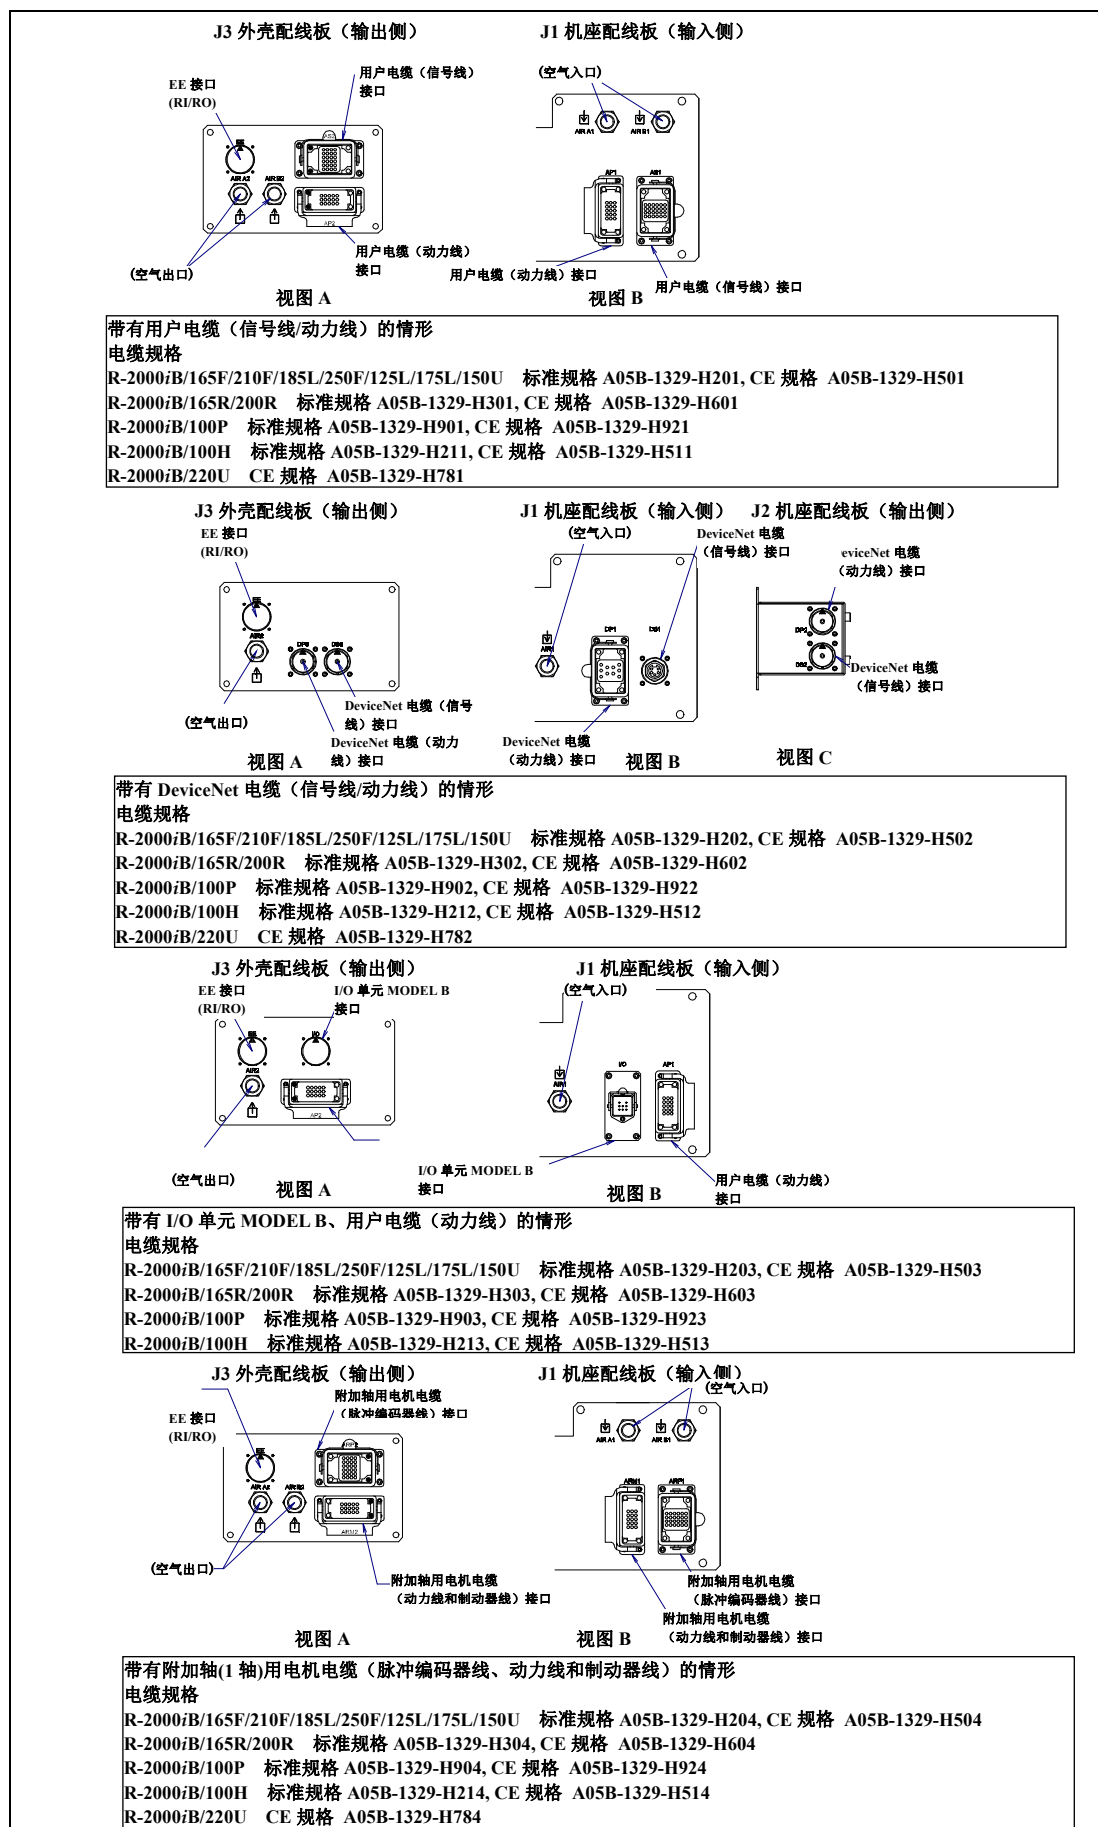 J3 外壳配线板（输出侧）
J1 机座配线板（输入侧）
EE 接口
(RI/RO)
用户电缆（信号线）
接口
(空气入口)
AS2
EE
AIR A2
AIR B2
AP2
AIR A1
AIR B1
AP1
AS1
(空气出口)
用户电缆（动力线）
接口
用户电缆（动力线）接口
用户电缆（信号线）接口
视图 A
视图 B
带有用户电缆（信号线/动力线）的情形
电缆规格
R-2000iB/165F/210F/185L/250F/125L/175L/150U 标准规格 A05B-1329-H201, CE 规格 A05B-1329-H501
R-2000iB/165R/200R 标准规格 A05B-1329-H301, CE 规格 A05B-1329-H601
R-2000iB/100P 标准规格 A05B-1329-H901, CE 规格 A05B-1329-H921
R-2000iB/100H 标准规格 A05B-1329-H211, CE 规格 A05B-1329-H511
R-2000iB/220U CE 规格 A05B-1329-H781
J3 外壳配线板（输出侧）
J1 机座配线板（输入侧）
J2 机座配线板（输出侧）
EE 接口
(RI/RO)
(空气入口)
DeviceNet 电缆
（信号线）接口
eviceNet 电缆
（动力线）接口
EE
AIR2
DP2
DS2
AIR1
DP1
DS1
DP2
DS2
DeviceNet 电缆
（信号线）接口
(空气出口)
DeviceNet 电缆（信号
线）接口
DeviceNet 电缆（动力
线）接口
DeviceNet 电缆
（动力线）接口
视图 A
视图 B
视图 C
带有 DeviceNet 电缆（信号线/动力线）的情形
电缆规格
R-2000iB/165F/210F/185L/250F/125L/175L/150U 标准规格 A05B-1329-H202, CE 规格 A05B-1329-H502
R-2000iB/165R/200R 标准规格 A05B-1329-H302, CE 规格 A05B-1329-H602
R-2000iB/100P 标准规格 A05B-1329-H902, CE 规格 A05B-1329-H922
R-2000iB/100H 标准规格 A05B-1329-H212, CE 规格 A05B-1329-H512
R-2000iB/220U CE 规格 A05B-1329-H782
J3 外壳配线板（输出侧）
J1 机座配线板（输入侧）
EE 接口
(RI/RO)
I/O 单元 MODEL B
接口
(空气入口)
EE
I/O
AIR2
AP2
AIR1
I/O
AP1
(空气出口)
I/O 单元 MODEL B
接口
用户电缆（动力线）
接口
视图 A
视图 B
带有 I/O 单元 MODEL B、用户电缆（动力线）的情形
电缆规格
R-2000iB/165F/210F/185L/250F/125L/175L/150U 标准规格 A05B-1329-H203, CE 规格 A05B-1329-H503
R-2000iB/165R/200R 标准规格 A05B-1329-H303, CE 规格 A05B-1329-H603
R-2000iB/100P 标准规格 A05B-1329-H903, CE 规格 A05B-1329-H923
R-2000iB/100H 标准规格 A05B-1329-H213, CE 规格 A05B-1329-H513
J3 外壳配线板（输出侧）
J1 机座配线板（输入侧）
(空气入口)
附加轴用电机电缆
（脉冲编码器线）接口
EE 接口
(RI/RO)
EE
ARP2
AIR A2
AIR B2
ARM2
AIR A1
AIR B1
ARM1
ARP1
(空气出口)
附加轴用电机电缆
（动力线和制动器线）接口
附加轴用电机电缆
（脉冲编码器线）接口
附加轴用电机电缆
（动力线和制动器线）接口
视图 A
视图 B
带有附加轴(1 轴)用电机电缆（脉冲编码器线、动力线和制动器线）的情形
电缆规格
R-2000iB/165F/210F/185L/250F/125L/175L/150U 标准规格 A05B-1329-H204, CE 规格 A05B-1329-H504
R-2000iB/165R/200R 标准规格 A05B-1329-H304, CE 规格 A05B-1329-H604
R-2000iB/100P 标准规格 A05B-1329-H904, CE 规格 A05B-1329-H924
R-2000iB/100H 标准规格 A05B-1329-H214, CE 规格 A05B-1329-H514
R-2000iB/220U CE 规格 A05B-1329-H784